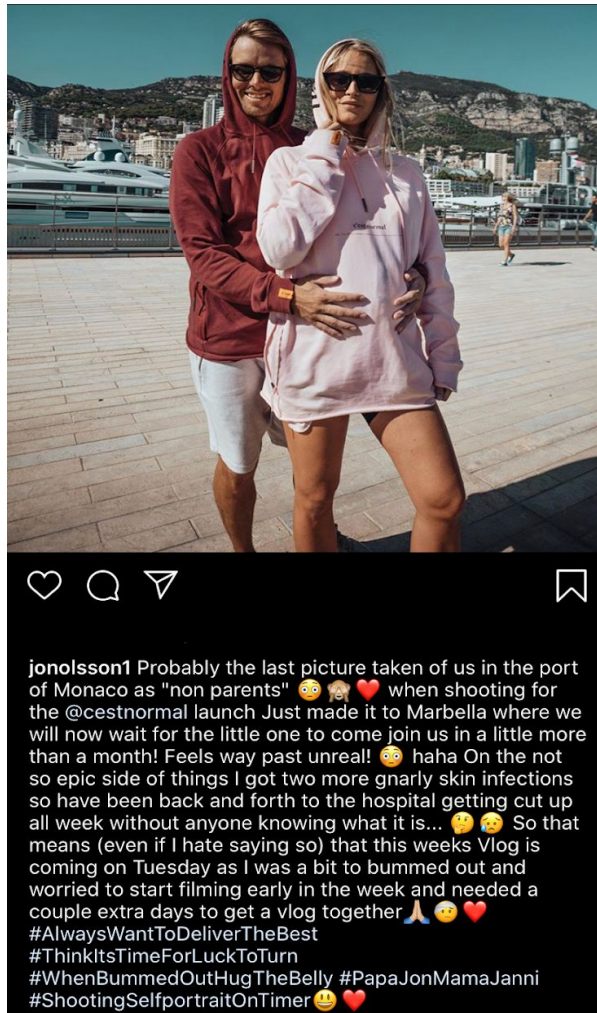 c'estnormal
jonolsson1 Probably the last picture taken of us in the port
of Monaco as "non parents" 😳 🙈 ❤️ when shooting for
the @cestnormal launch Just made it to Marbella where we
will now wait for the little one to come join us in a little more
than a month! Feels way past unreal! 😳 haha On the not
so epic side of things I got two more gnarly skin infections
so have been back and forth to the hospital getting cut up
all week without anyone knowing what it is... 🤔 😥 So that
means (even if I hate saying so) that this weeks Vlog is
coming on Tuesday as I was a bit to bummed out and
worried to start filming early in the week and needed a
couple extra days to get a vlog together🙏🏼 🤕 ❤️
#AlwaysWantToDeliverTheBest
#ThinkItsTimeForLuckToTurn
#WhenBummedOutHugTheBelly #PapaJonMamaJanni
#ShootingSelfportraitOnTimer😃 ❤️